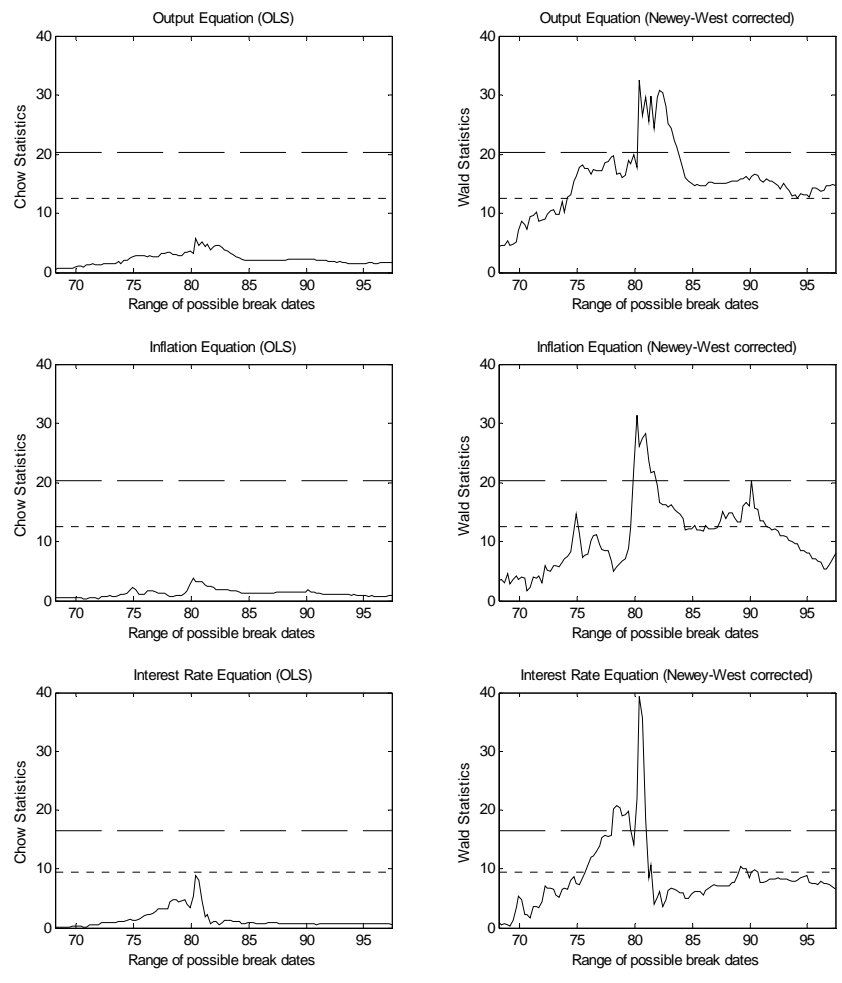 Output Equation (OLS)
40
30
20
10
0
Chow Statistics
70 75 80 85 90 95
Range of possible break dates
Output Equation (Newey-West corrected)
40
30
20
10
0
Wald Statistics
70 75 80 85 90 95
Range of possible break dates
Inflation Equation (OLS)
40
30
20
10
0
Chow Statistics
70 75 80 85 90 95
Range of possible break dates
Inflation Equation (Newey-West corrected)
40
30
20
10
0
Wald Statistics
70 75 80 85 90 95
Range of possible break dates
Interest Rate Equation (OLS)
40
30
20
10
0
Chow Statistics
70 75 80 85 90 95
Range of possible break dates
Interest Rate Equation (Newey-West corrected)
40
30
20
10
0
Wald Statistics
70 75 80 85 90 95
Range of possible break dates